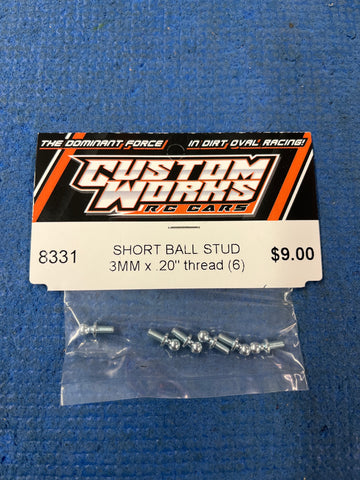 THE DOMINANT FORCE IN DIRT OVAL RACING!
CUSTOM
WORKS
RC CARS
8331 SHORT BALL STUD $9.00
3MM x .20" thread (6)